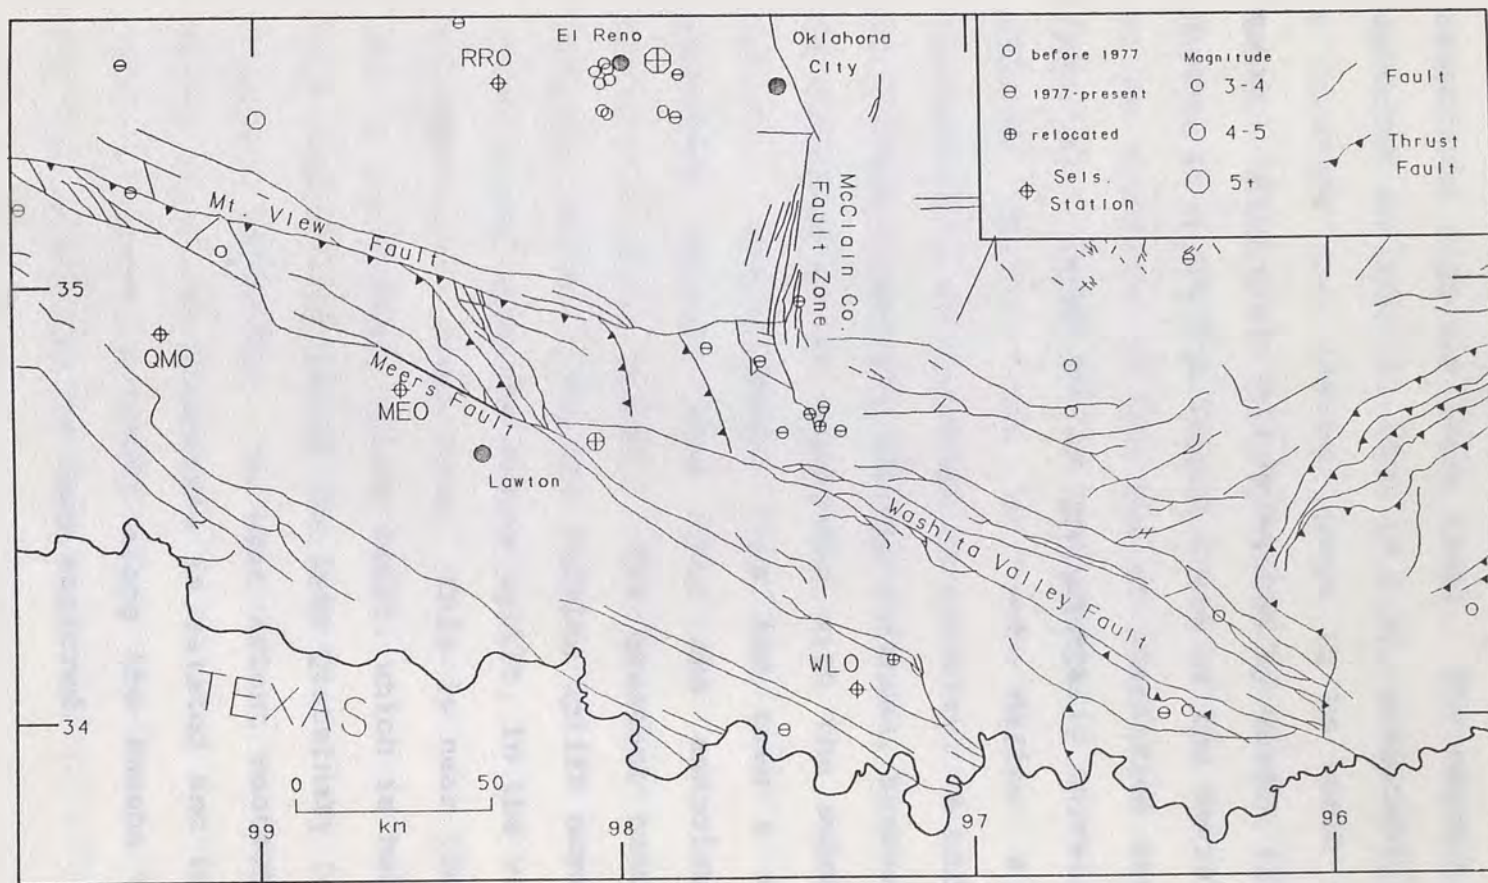 El Reno
Oklahoma
City
RRO
before 1977
1977-present
relocated
Seis.
Station
Magnitude
3-4
4-5
5+
Fault
Thrust
Fault
Mt. View Fault
McClain Co.
Fault Zone
35
QMO
Meers Fault
MEO
Lawton
Washita Valley Fault
WLO
TEXAS
34
0 50
km
99
98
97
96